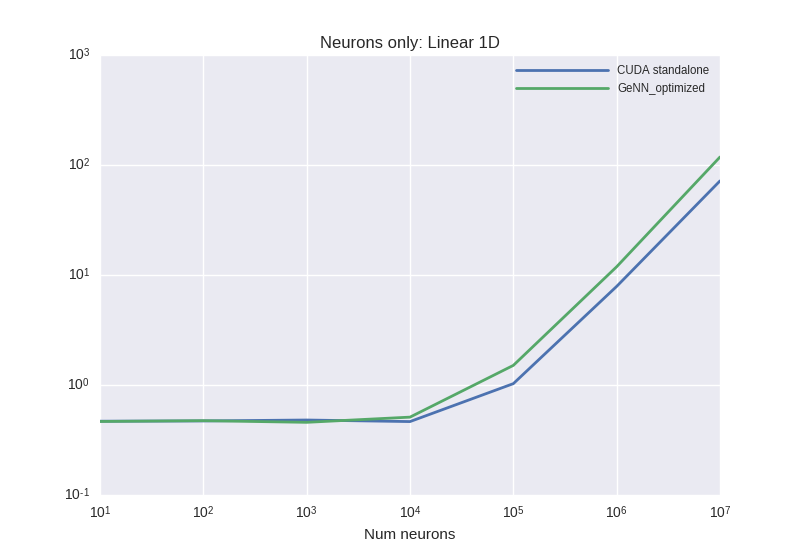 Neurons only: Linear 1D
CUDA standalone
GeNN_optimized
10^3
10^2
10^1
10^0
10^-1
10^1 10^2 10^3 10^4 10^5 10^6 10^7
Num neurons